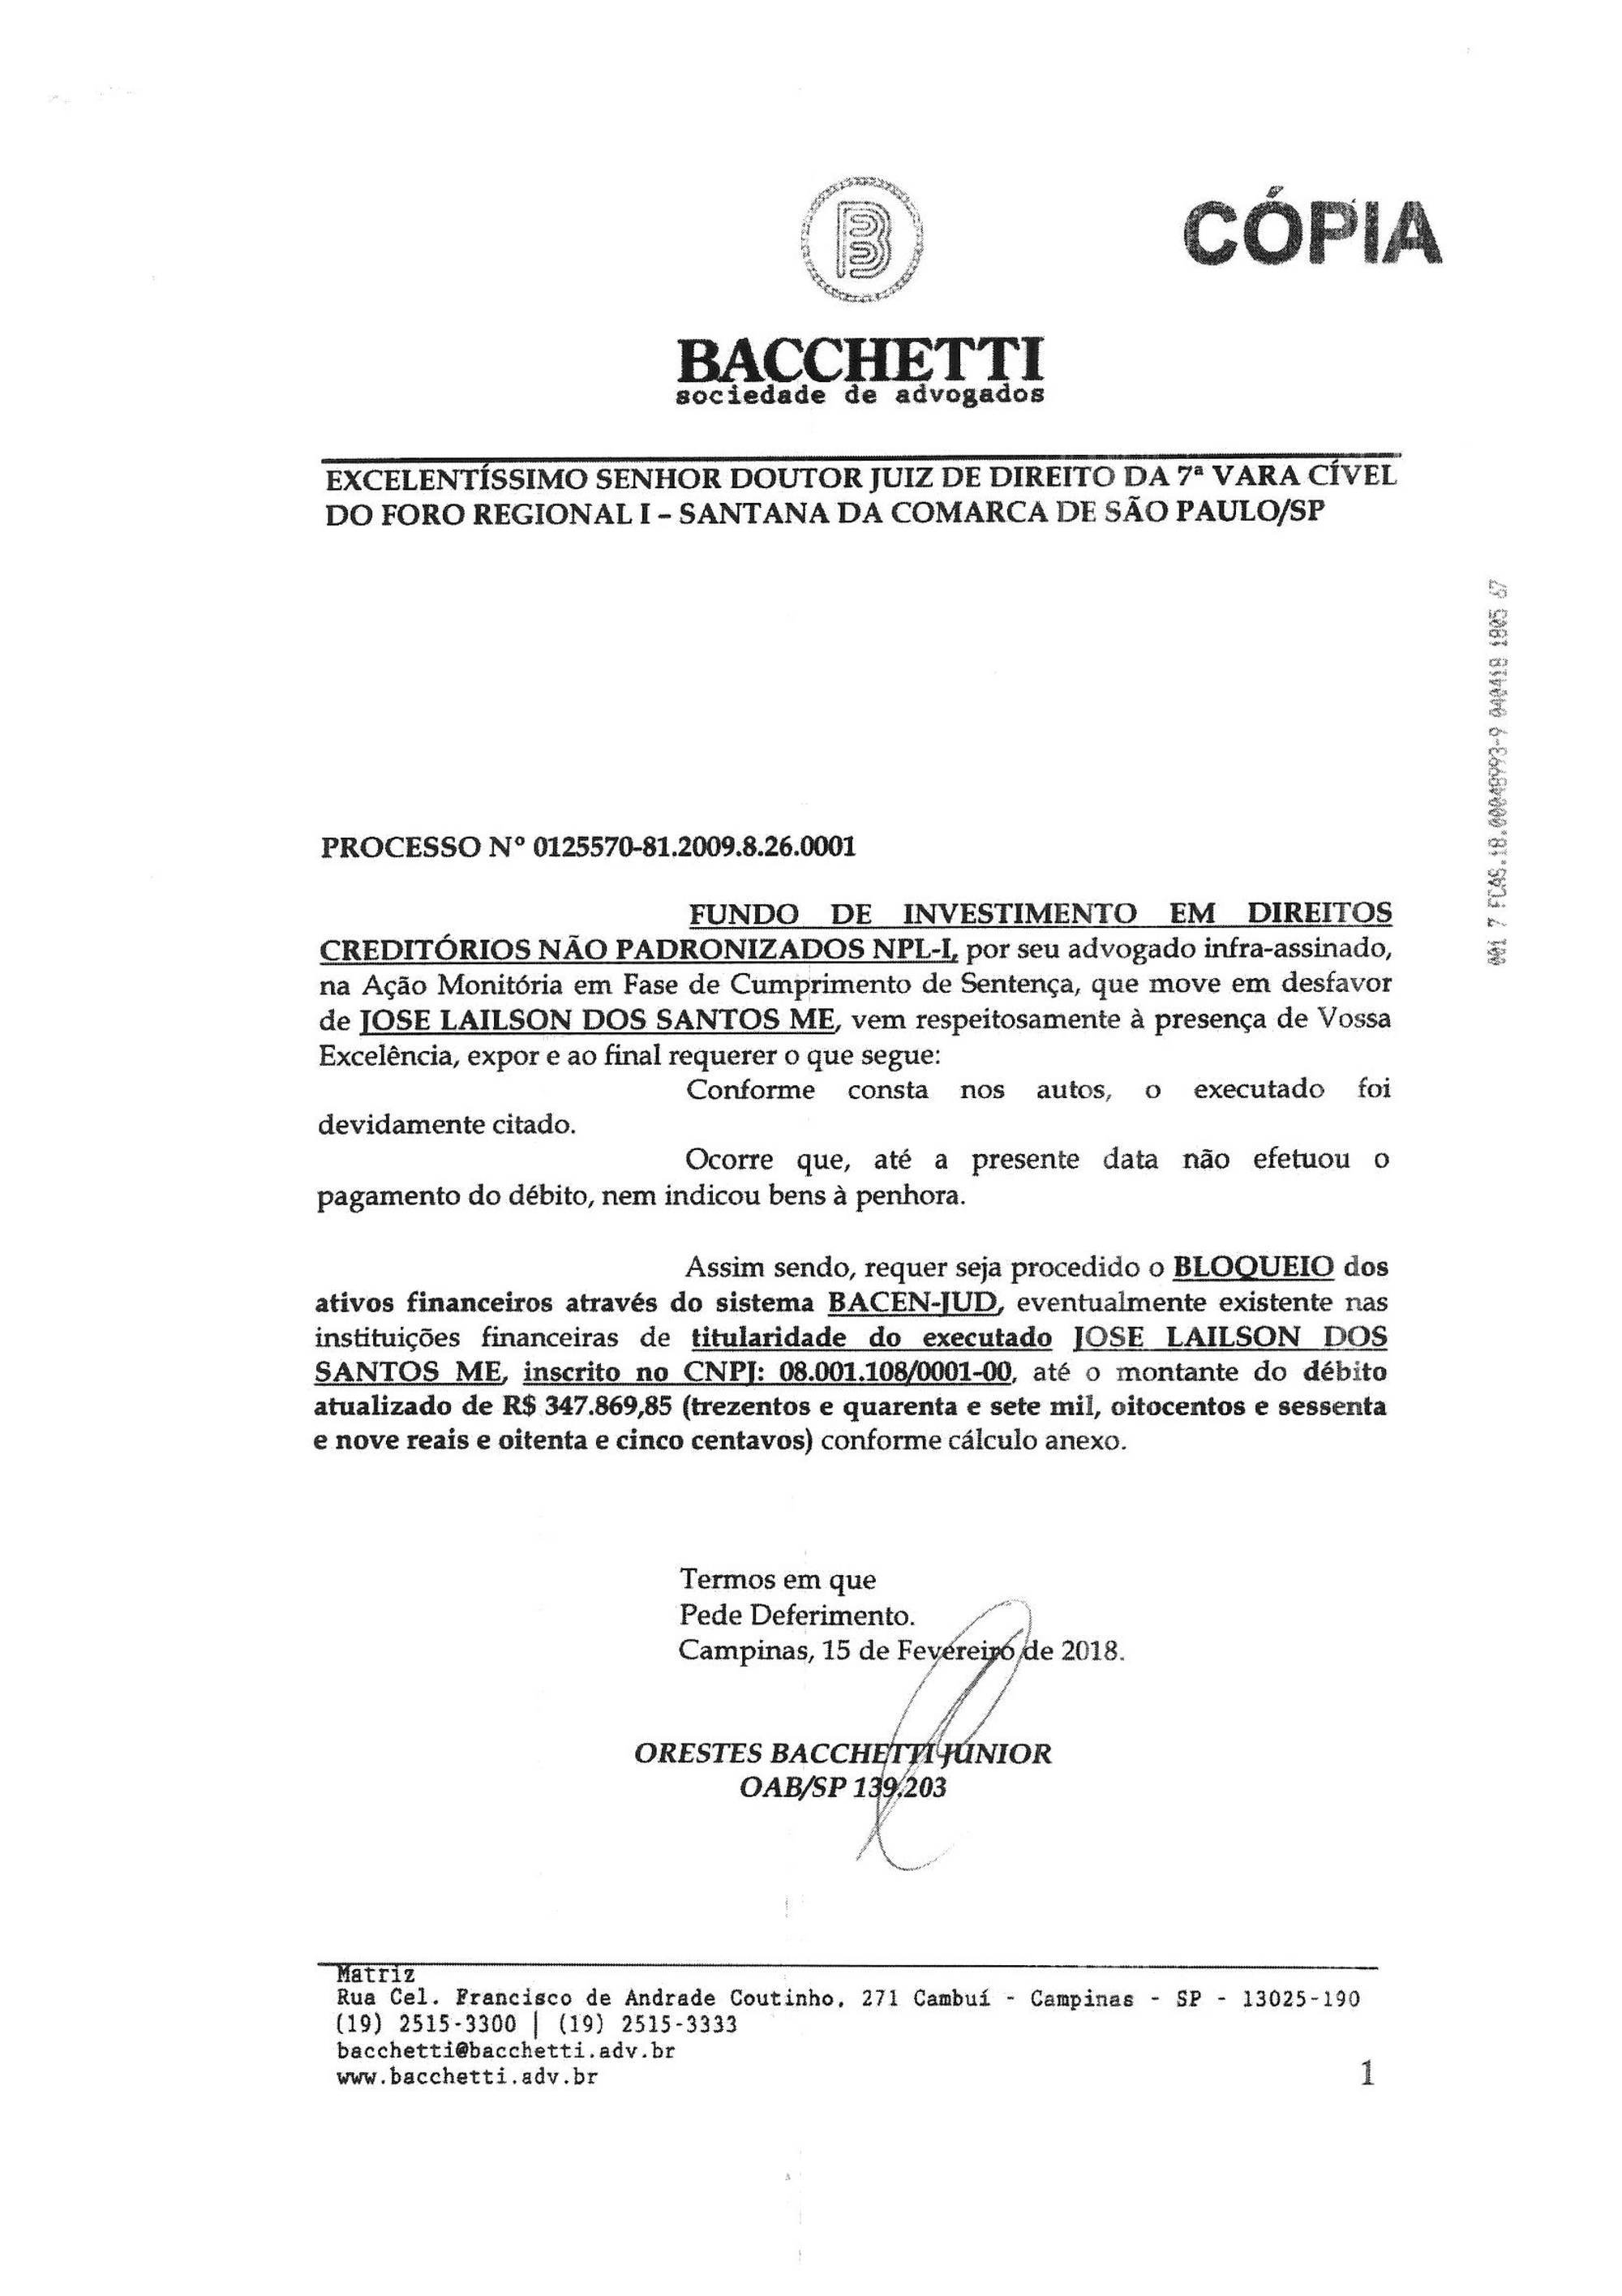 B
CÓPIA
BACCHETTI
sociedade de advogados
EXCELENTÍSSIMO SENHOR DOUTOR JUIZ DE DIREITO DA 7ª VARA CÍVEL
DO FORO REGIONAL I – SANTANA DA COMARCA DE SÃO PAULO/SP
001 7 FCAS.18.00048993-9 040418 1805 67
PROCESSO Nº 0125570-81.2009.8.26.0001
FUNDO DE INVESTIMENTO EM DIREITOS
CREDITÓRIOS NÃO PADRONIZADOS NPL-I, por seu advogado infra-assinado,
na Ação Monitória em Fase de Cumprimento de Sentença, que move em desfavor
de JOSE LAILSON DOS SANTOS ME, vem respeitosamente à presença de Vossa
Excelência, expor e ao final requerer o que segue:
Conforme consta nos autos, o executado foi
devidamente citado.
Ocorre que, até a presente data não efetuou o
pagamento do débito, nem indicou bens à penhora.
Assim sendo, requer seja procedido o BLOQUEIO dos
ativos financeiros através do sistema BACEN-JUD, eventualmente existente nas
instituições financeiras de titularidade do executado JOSE LAILSON DOS
SANTOS ME, inscrito no CNPJ: 08.001.108/0001-00, até o montante do débito
atualizado de R$ 347.869,85 (trezentos e quarenta e sete mil, oitocentos e sessenta
e nove reais e oitenta e cinco centavos) conforme cálculo anexo.
Termos em que
Pede Deferimento.
Campinas, 15 de Fevereiro de 2018.
ORESTES BACCHETTI JUNIOR
OAB/SP 139.203
Matriz
Rua Cel. Francisco de Andrade Coutinho, 271 Cambuí - Campinas - SP - 13025-190
(19) 2515-3300 | (19) 2515-3333
bacchetti@bacchetti.adv.br
www.bacchetti.adv.br
1